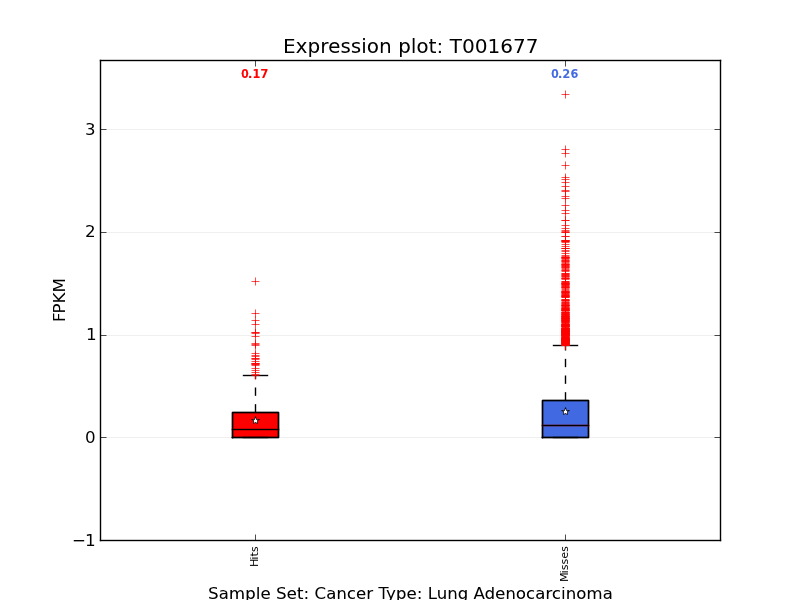 Expression plot: T001677
0.17
0.26
3
2
1
0
−1
FPKM
Hits
Misses
Sample Set: Cancer Type: Lung Adenocarcinoma